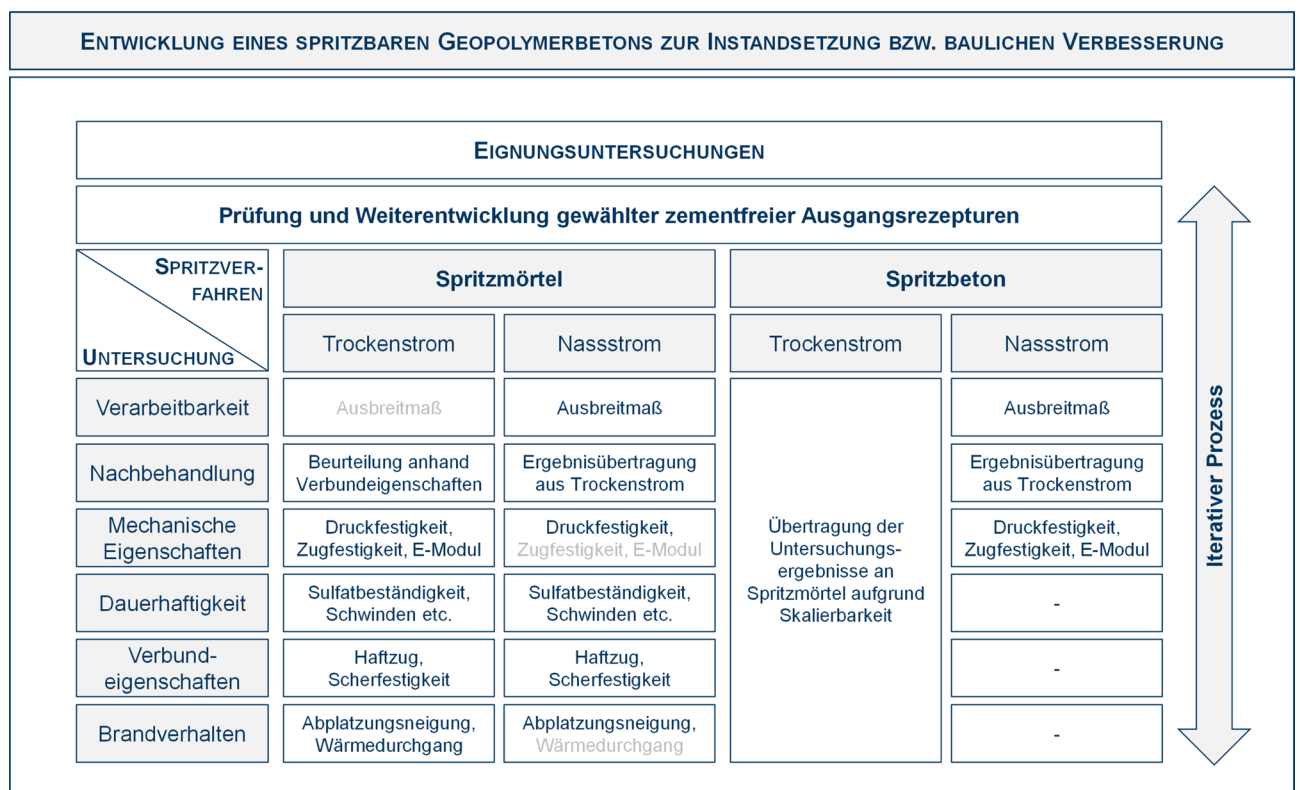 ENTWICKLUNG EINES SPRITZBAREN GEOPOLYMERBETONS ZUR INSTANDSETZUNG BZW. BAULICHEN VERBESSERUNG
EIGNUNGSUNTERSUCHUNGEN
Prüfung und Weiterentwicklung gewählter zementfreier Ausgangsrezepturen
SPRITZVER-
FAHREN
UNTERSUCHUNG
Spritzmörtel
Spritzbeton
Trockenstrom
Nassstrom
Trockenstrom
Nassstrom
Verarbeitbarkeit
Ausbreitmaß
Ausbreitmaß
Ausbreitmaß
Nachbehandlung
Beurteilung anhand
Verbundeigenschaften
Ergebnisübertragung
aus Trockenstrom
Ergebnisübertragung
aus Trockenstrom
Mechanische
Eigenschaften
Druckfestigkeit,
Zugfestigkeit, E-Modul
Druckfestigkeit,
Zugfestigkeit, E-Modul
Übertragung der
Untersuchungs-
ergebnisse an
Spritzmörtel aufgrund
Skalierbarkeit
Druckfestigkeit,
Zugfestigkeit, E-Modul
Dauerhaftigkeit
Sulfatbeständigkeit,
Schwinden etc.
Sulfatbeständigkeit,
Schwinden etc.
-
Verbund-
eigenschaften
Haftzug,
Scherfestigkeit
Haftzug,
Scherfestigkeit
-
Brandverhalten
Abplatzungsneigung,
Wärmedurchgang
Abplatzungsneigung,
Wärmedurchgang
-
Iterativer Prozess